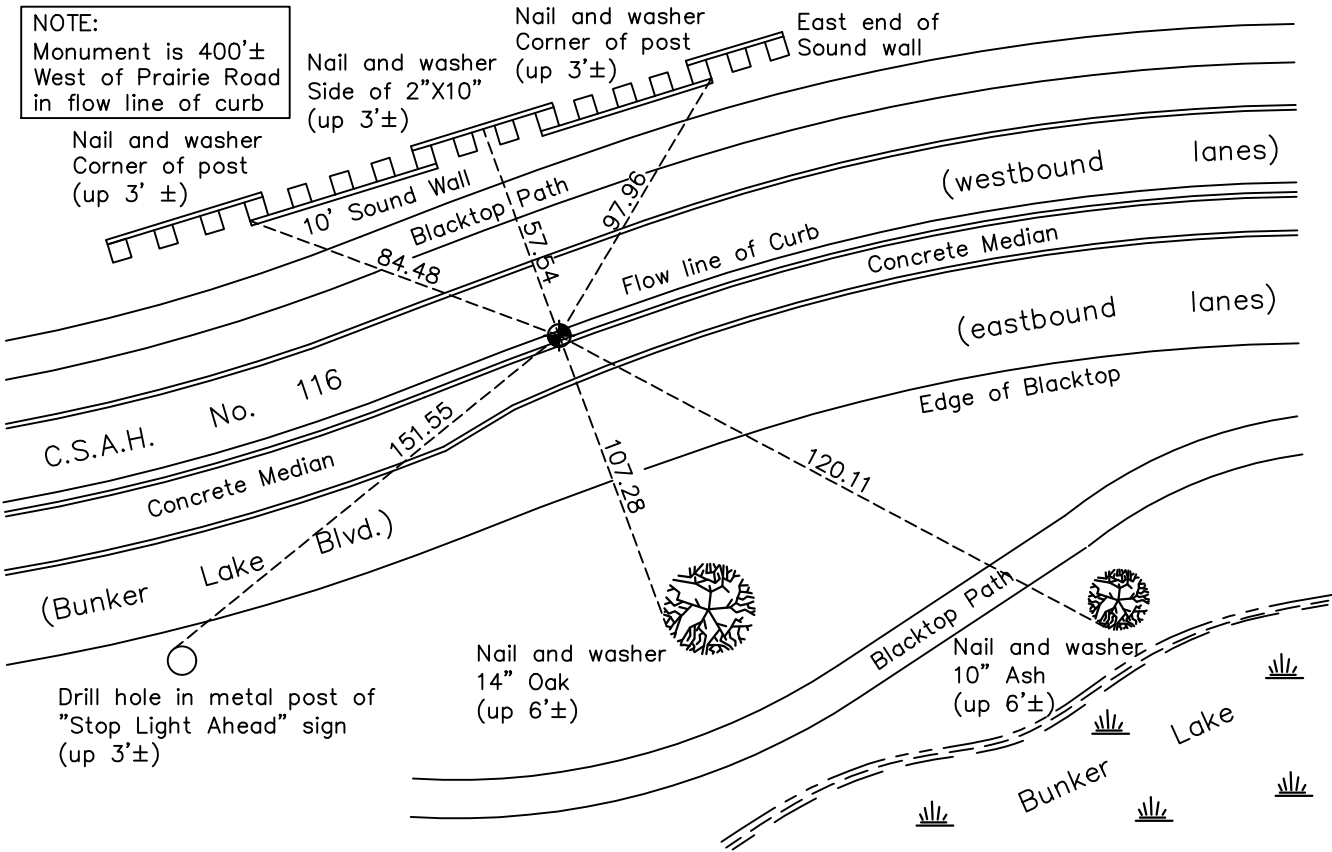 NOTE:
Monument is 400'±
West of Prairie Road
in flow line of curb
Nail and washer
Corner of post
(up 3' ±)
Nail and washer
Side of 2"X10"
(up 3'±)
Nail and washer
Corner of post
(up 3'±)
East end of
Sound wall
10' Sound Wall
Blacktop Path
84.48
57.54
97.96
Flow line of Curb
Concrete Median
(westbound lanes)
(eastbound lanes)
Edge of Blacktop
C.S.A.H. No. 116
Concrete Median
(Bunker Lake Blvd.)
151.55
107.28
120.11
Drill hole in metal post of
"Stop Light Ahead" sign
(up 3'±)
Nail and washer
14" Oak
(up 6'±)
Blacktop Path
Nail and washer
10" Ash
(up 6'±)
Bunker Lake